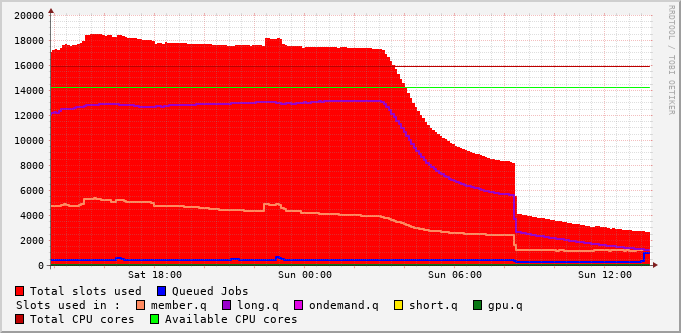 20000
18000
16000
14000
12000
10000
8000
6000
4000
2000
0
Sat 18:00 Sun 00:00 Sun 06:00 Sun 12:00
RRDTOOL / TOBI OETIKER
Total slots used Queued Jobs
Slots used in : member.q long.q ondemand.q short.q gpu.q
Total CPU cores Available CPU cores